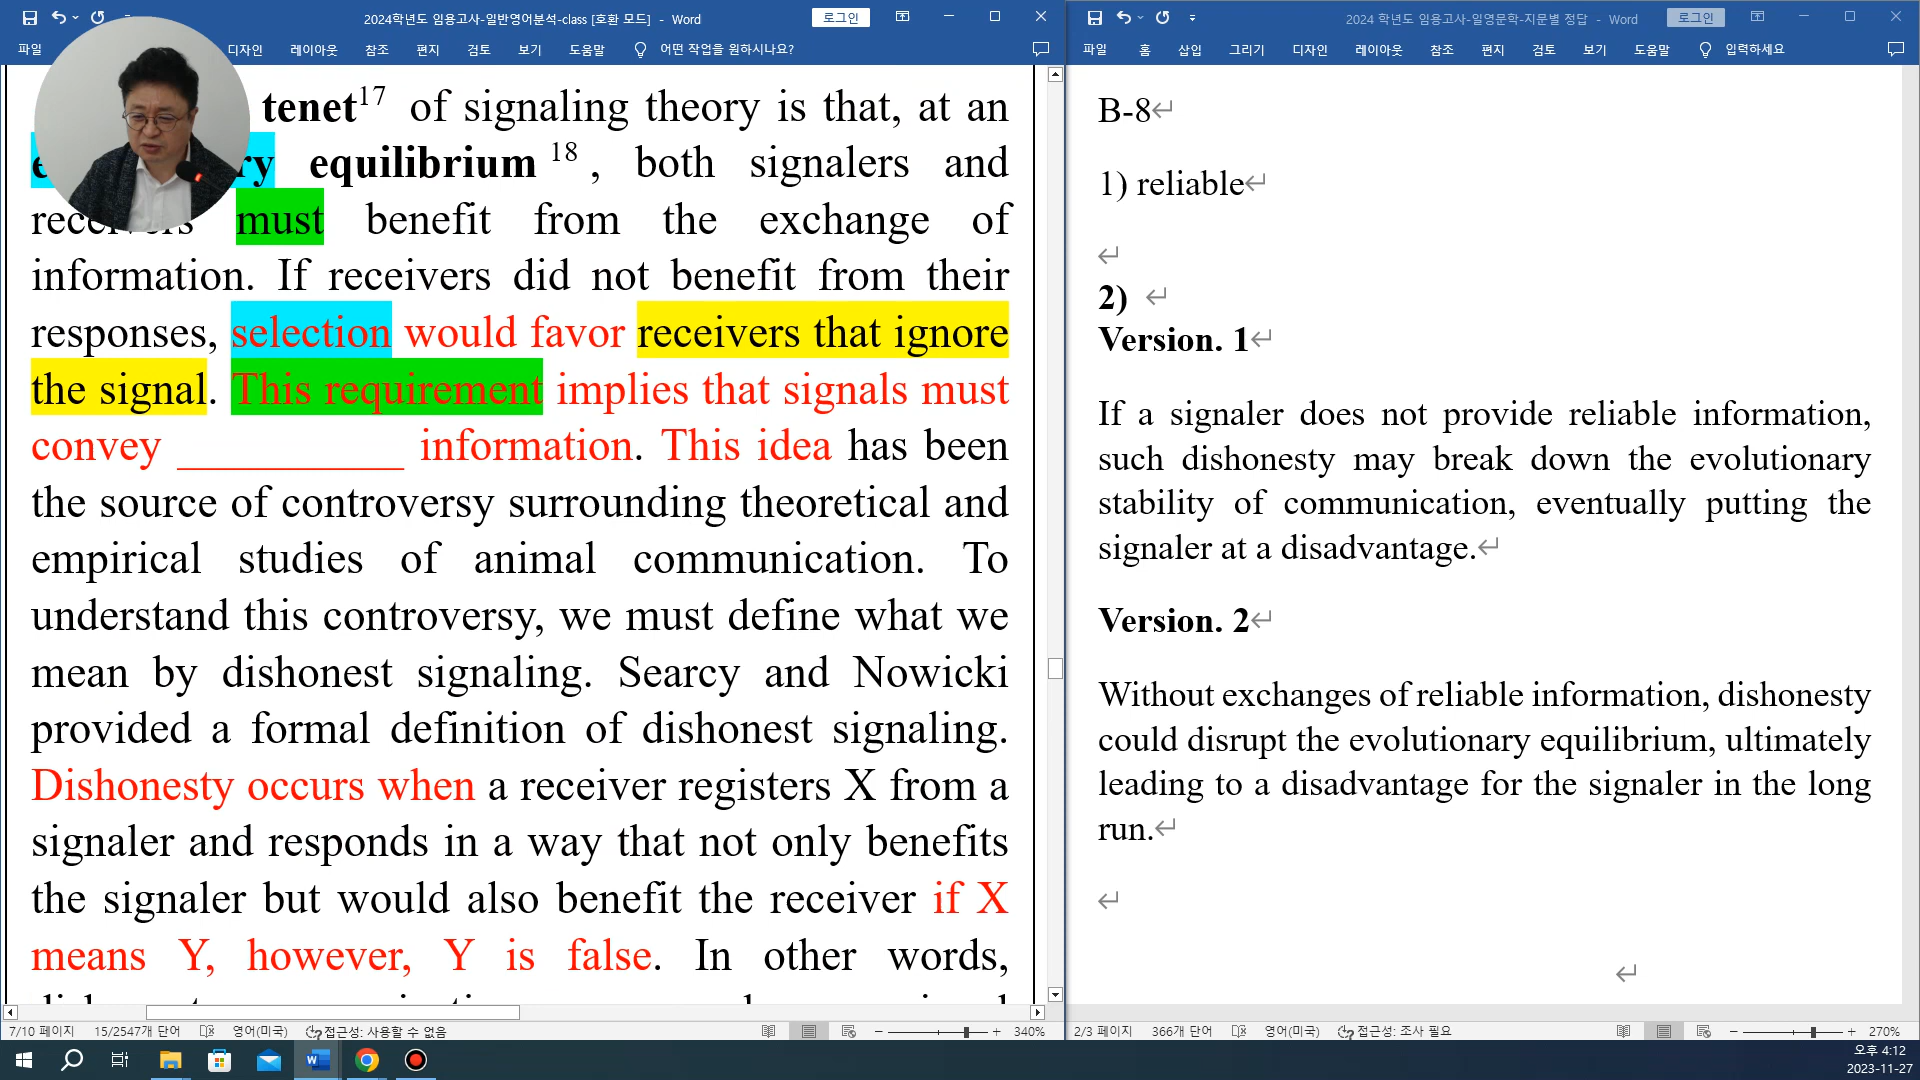 2024학년도 임용고사-일반영어분석-class [호환 모드] - Word
로그인
파일
디자인
레이아웃
참조
편지
검토
보기
도움말
어떤 작업을 원하시나요?
tenet17 of signaling theory is that, at an
equilibrium 18 , both signalers and
must benefit from the exchange of
information. If receivers did not benefit from their
responses, selection would favor receivers that ignore
the signal. This requirement implies that signals must
convey __________ information. This idea has been
the source of controversy surrounding theoretical and
empirical studies of animal communication. To
understand this controversy, we must define what we
mean by dishonest signaling. Searcy and Nowicki
provided a formal definition of dishonest signaling.
Dishonesty occurs when a receiver registers X from a
signaler and responds in a way that not only benefits
the signaler but would also benefit the receiver if X
means Y, however, Y is false. In other words,
7/10 페이지
15/2547개 단어
영어(미국)
접근성: 사용할 수 없음
340%
2024 학년도 임용고사-일영문학-지문별 정답 - Word
로그인
파일
홈
삽입
그리기
디자인
레이아웃
참조
편지
검토
보기
도움말
입력하세요
B-8
1) reliable
2)
Version. 1
If a signaler does not provide reliable information,
such dishonesty may break down the evolutionary
stability of communication, eventually putting the
signaler at a disadvantage.
Version. 2
Without exchanges of reliable information, dishonesty
could disrupt the evolutionary equilibrium, ultimately
leading to a disadvantage for the signaler in the long
run.
2/3 페이지
366개 단어
영어(미국)
접근성: 조사 필요
270%
오후 4:12
2023-11-27